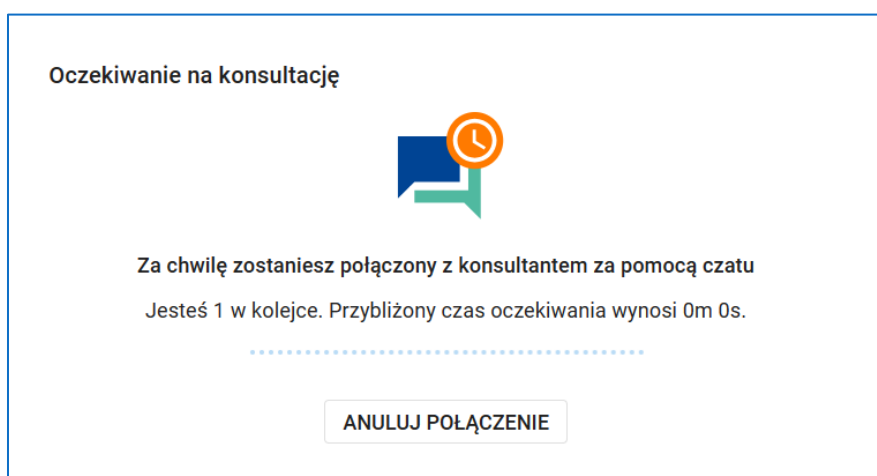 Oczekiwanie na konsultację
Za chwilę zostaniesz połączony z konsultantem za pomocą czatu
Jesteś 1 w kolejce. Przybliżony czas oczekiwania wynosi 0m 0s.
ANULUJ POŁĄCZENIE